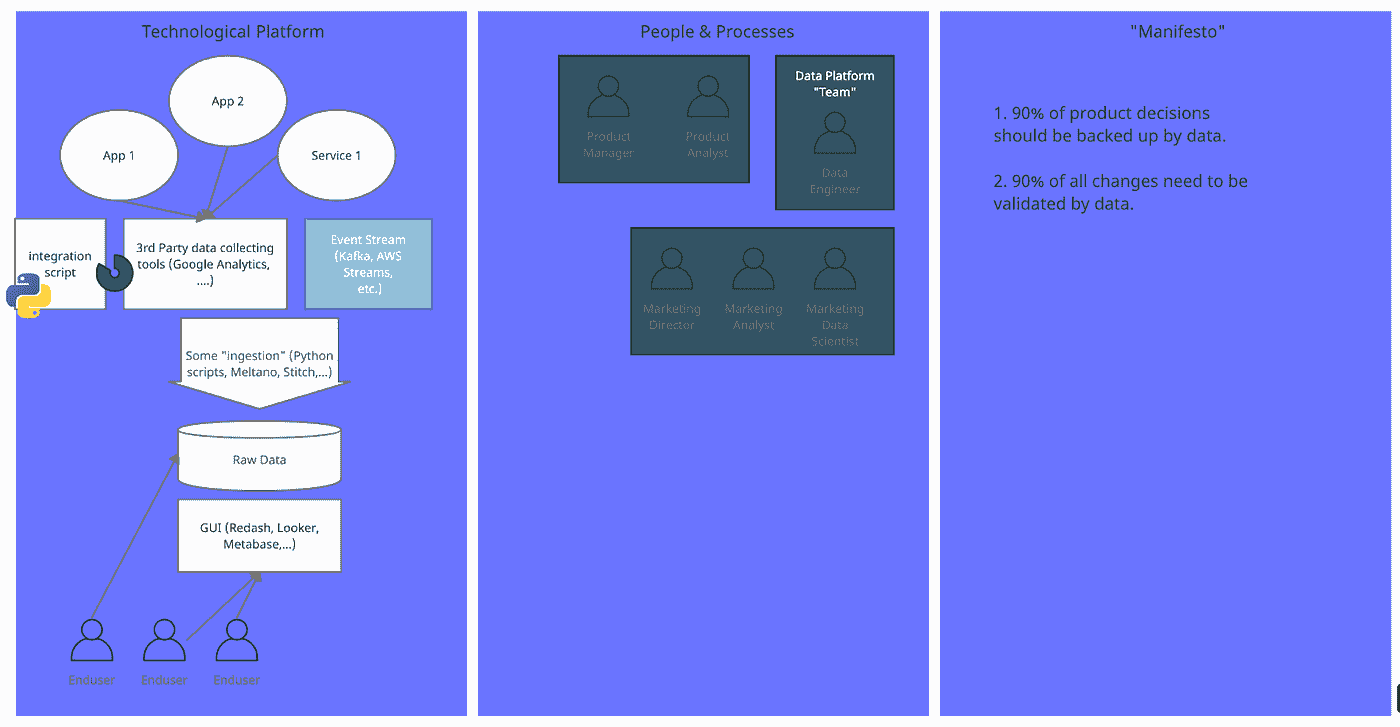 Technological Platform
App 2
App 1
Service 1
integration
script
3rd Party data collecting
tools (Google Analytics,
....)
Event Stream
(Kafka, AWS
Streams,
etc.)
Some "ingestion" (Python
scripts, Meltano, Stitch,...)
Raw Data
GUI (Redash, Looker,
Metabase,...)
Enduser
Enduser
Enduser
People & Processes
Product
Manager
Product
Analyst
Data Platform
"Team"
Data
Engineer
Marketing
Director
Marketing
Analyst
Marketing
Data
Scientist
"Manifesto"
1. 90% of product decisions
should be backed up by data.
2. 90% of all changes need to be
validated by data.